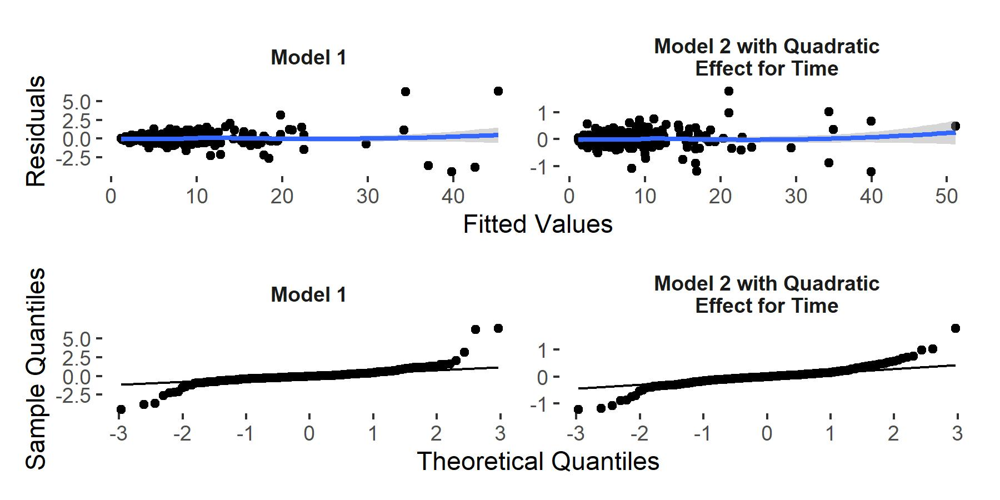 Model 1
Model 2 with Quadratic
Effect for Time
Residuals
5.0
2.5
0.0
-2.5
0 10 20 30 40
1
0
-1
0 10 20 30 40 50
Fitted Values
Model 1
Model 2 with Quadratic
Effect for Time
Sample Quantiles
5.0
2.5
0.0
-2.5
-3 -2 -1 0 1 2 3
1
0
-1
-3 -2 -1 0 1 2 3
Theoretical Quantiles